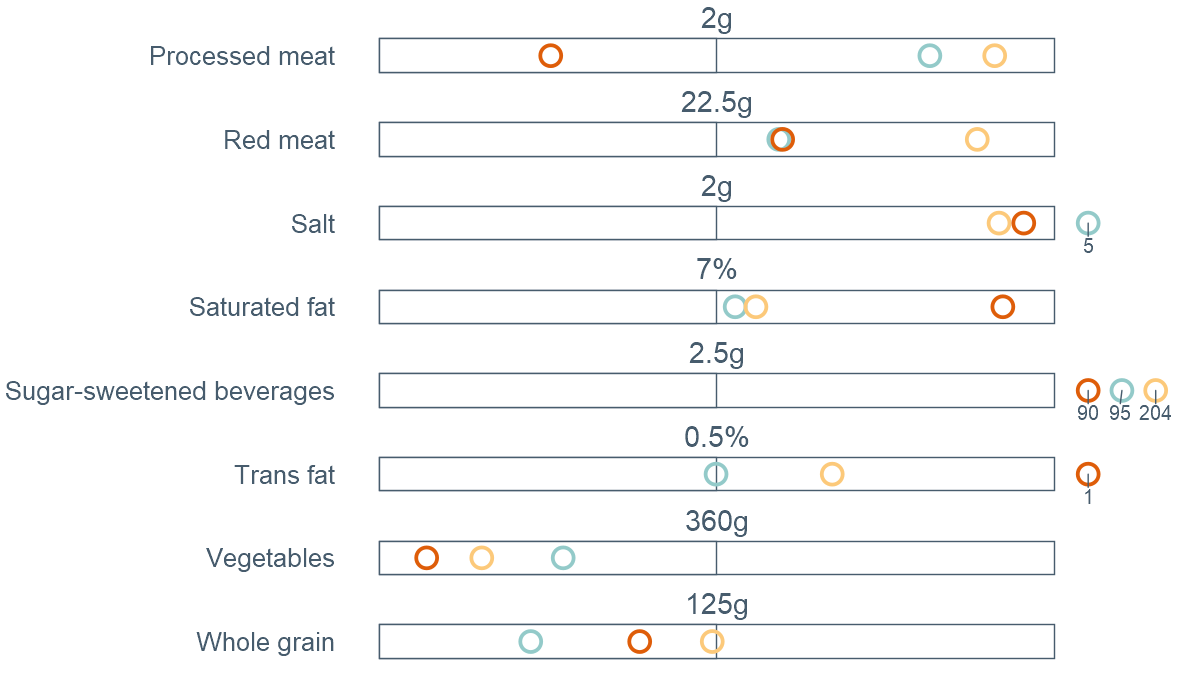 2g
Processed meat
22.5g
Red meat
2g
Salt
5
7%
Saturated fat
2.5g
Sugar-sweetened beverages
90 95 204
0.5%
Trans fat
1
360g
Vegetables
125g
Whole grain